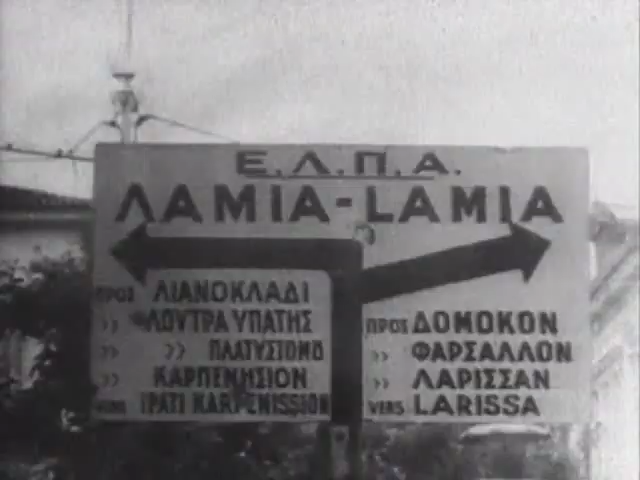 Ε.Λ.Π.Α.
ΛΑΜΙΑ - LAMIA
ΠΡΟΣ ΛΙΑΝΟΚΛΑΔΙ
» ΛΟΥΤΡΑ ΥΠΑΤΗΣ
» » ΠΛΑΤΥΣΤΟΜΟ
» ΚΑΡΠΕΝΗΣΙΟΝ
VERS IPATI KARPENISSION
ΠΡΟΣ ΔΟΜΟΚΟΝ
» ΦΑΡΣΑΛΛΟΝ
» ΛΑΡΙΣΣΑΝ
VERS LARISSA